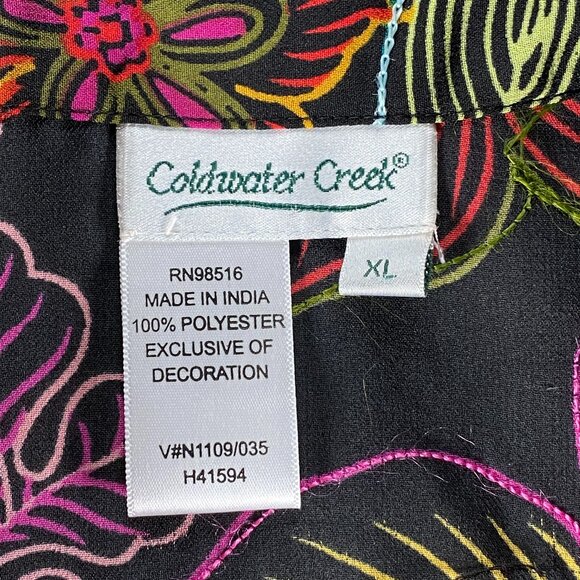 Coldwater Creek®
XL
RN98516
MADE IN INDIA
100% POLYESTER
EXCLUSIVE OF
DECORATION
V#N1109/035
H41594